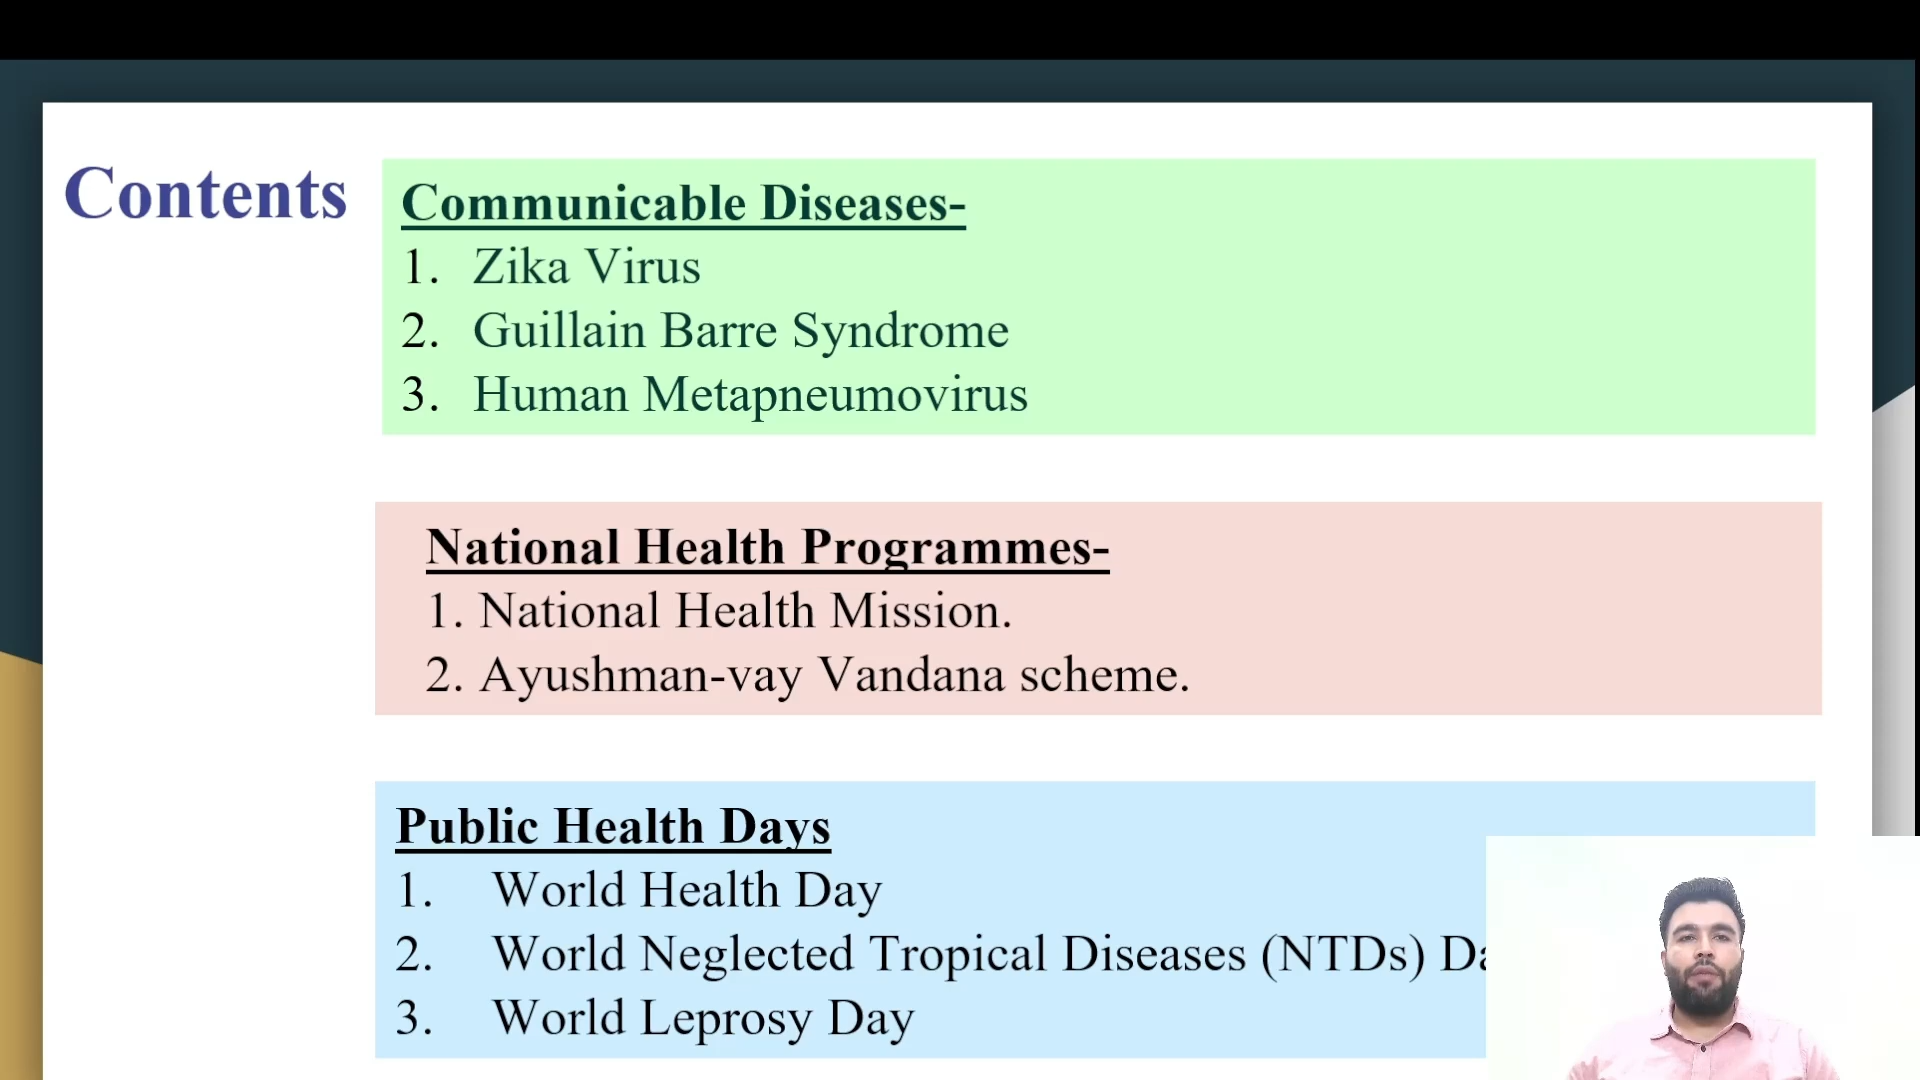 Contents
Communicable Diseases-
1. Zika Virus
2. Guillain Barre Syndrome
3. Human Metapneumovirus
National Health Programmes-
1. National Health Mission.
2. Ayushman-vay Vandana scheme.
Public Health Days
1. World Health Day
2. World Neglected Tropical Diseases (NTDs)
3. World Leprosy Day